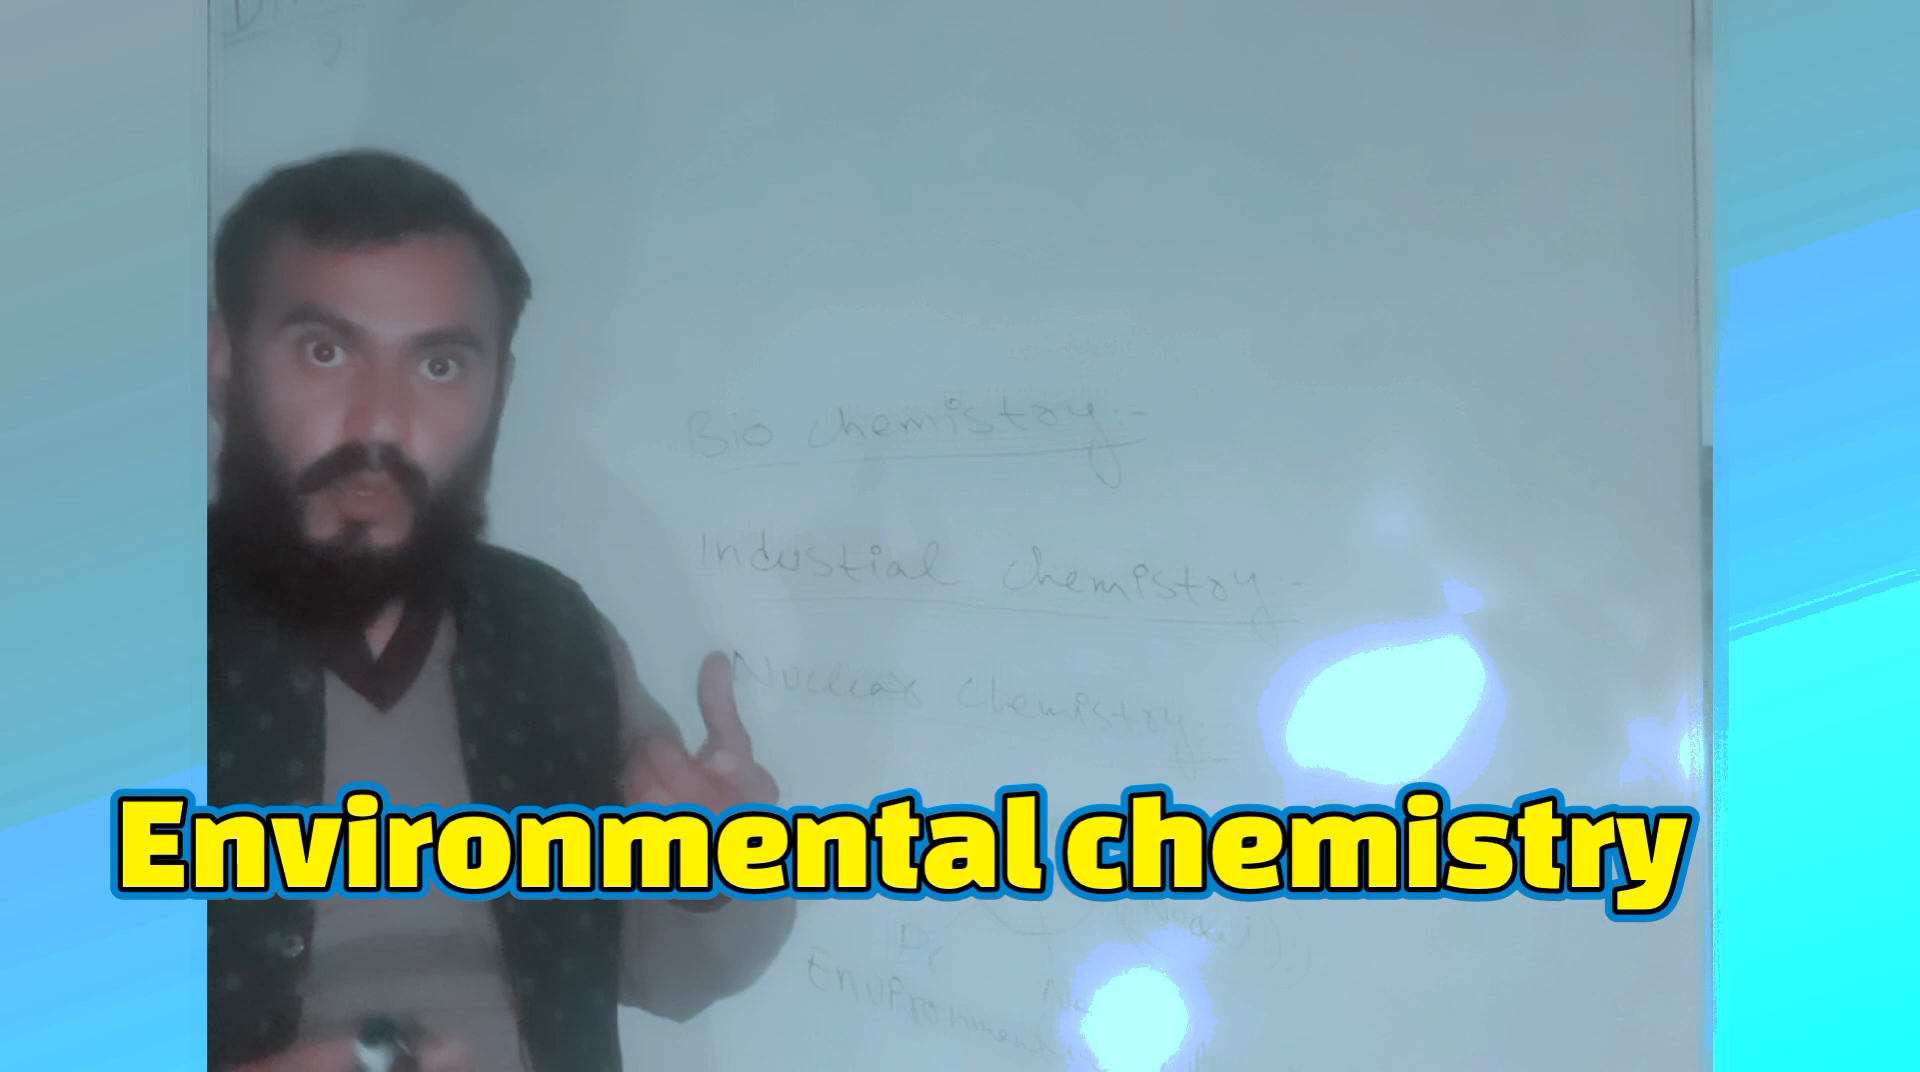 Bio chemistry:-
Industial chemistry:-
Nuclear chemistry
Environmental chemistry